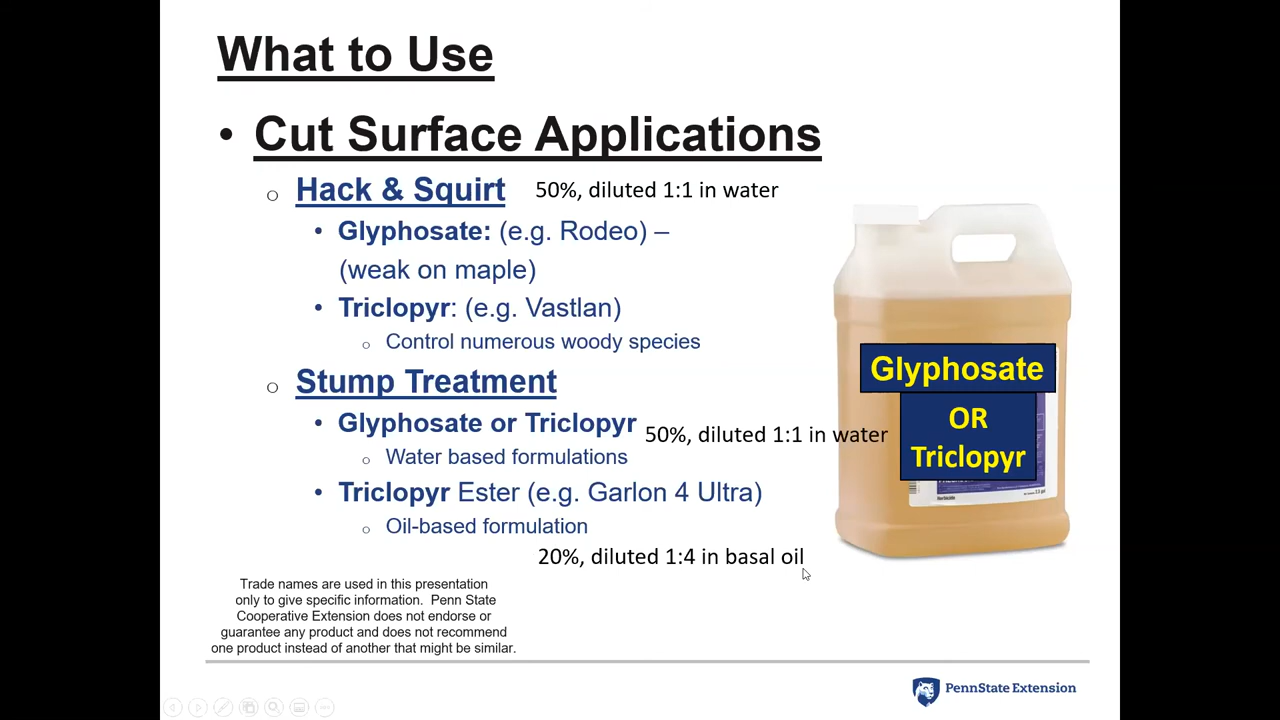 What to Use
• Cut Surface Applications
o Hack & Squirt 50%, diluted 1:1 in water
• Glyphosate: (e.g. Rodeo) –
(weak on maple)
• Triclopyr: (e.g. Vastlan)
o Control numerous woody species
o Stump Treatment
• Glyphosate or Triclopyr
50%, diluted 1:1 in water
o Water based formulations
• Triclopyr Ester (e.g. Garlon 4 Ultra)
o Oil-based formulation
20%, diluted 1:4 in basal oil
Glyphosate
OR
Triclopyr
Herbicide
Trade names are used in this presentation
only to give specific information. Penn State
Cooperative Extension does not endorse or
guarantee any product and does not recommend
one product instead of another that might be similar.
PennState Extension